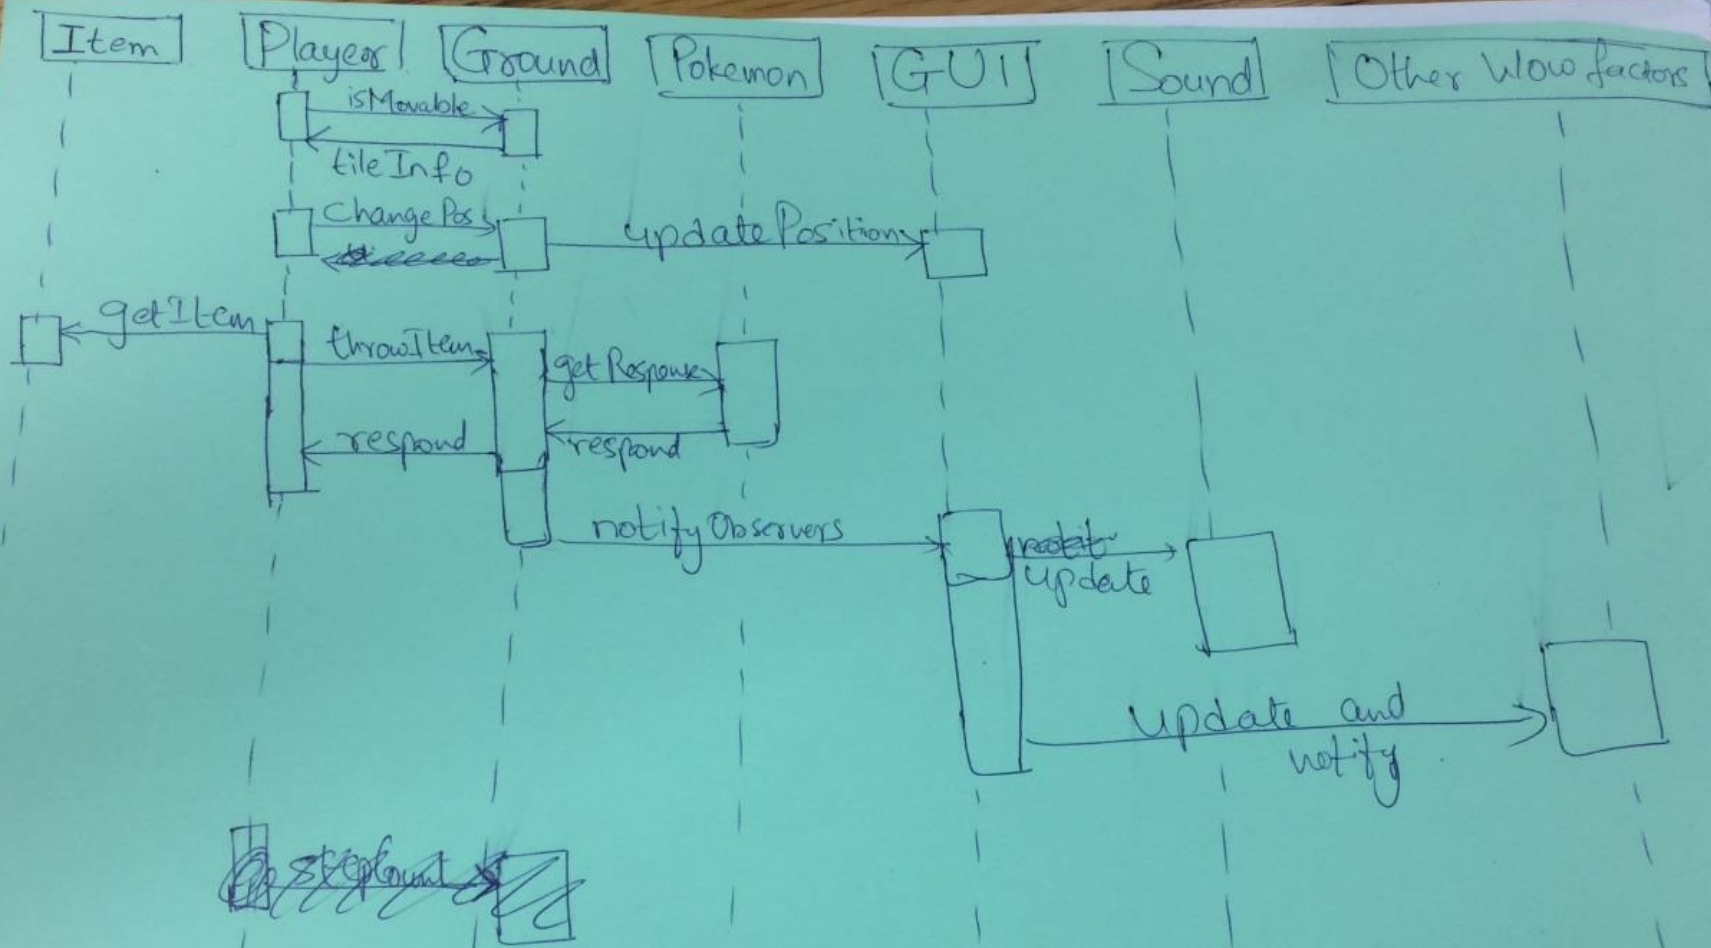 Item
Player
Ground
Pokemon
GUI
Sound
Other Wow factors
isMovable
tileInfo
changePos
updatePosition
getItem
throwItem
getResponse
respond
respond
notifyObservers
update
update and
notify
stepCount